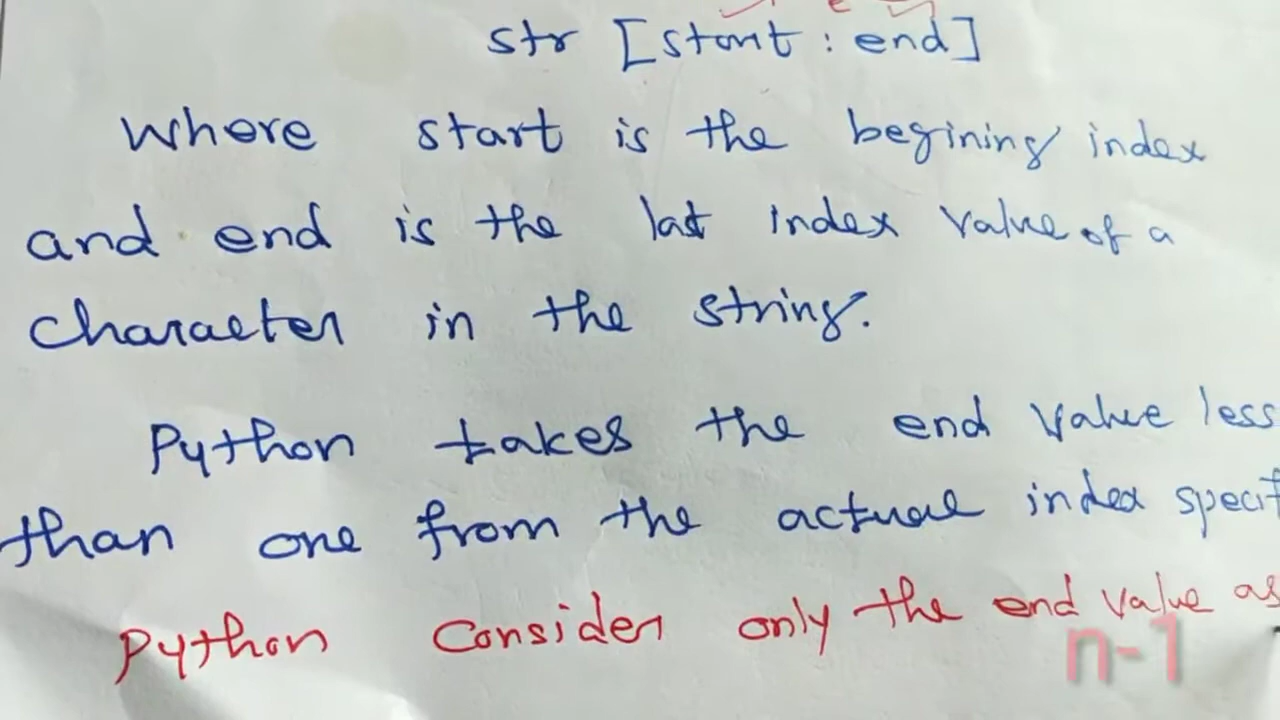 str [start : end]
Where start is the begining index
and end is the last index value of a
character in the string.
Python takes the end value less
than one from the actual index specif
Python Consider only the end value as
n-1